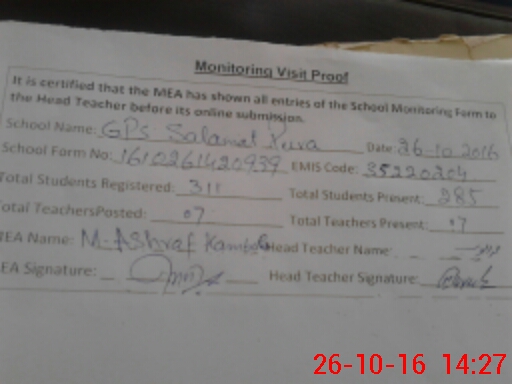 Monitoring Visit Proof
It is certified that the MEA has shown all entries of the School Monitoring Form to
the Head Teacher before its online submission.
School Name: GPS Salamat Pura Date: 26-10-2016
School Form No: 1610261420939 EMIS Code: 35220204
Total Students Registered: 311 Total Students Present: 285
Total TeachersPosted: 07 Total Teachers Present: 07
MEA Name: M. Ashraf Head Teacher Name:
MEA Signature: Head Teacher Signature:
26-10-16 14:27